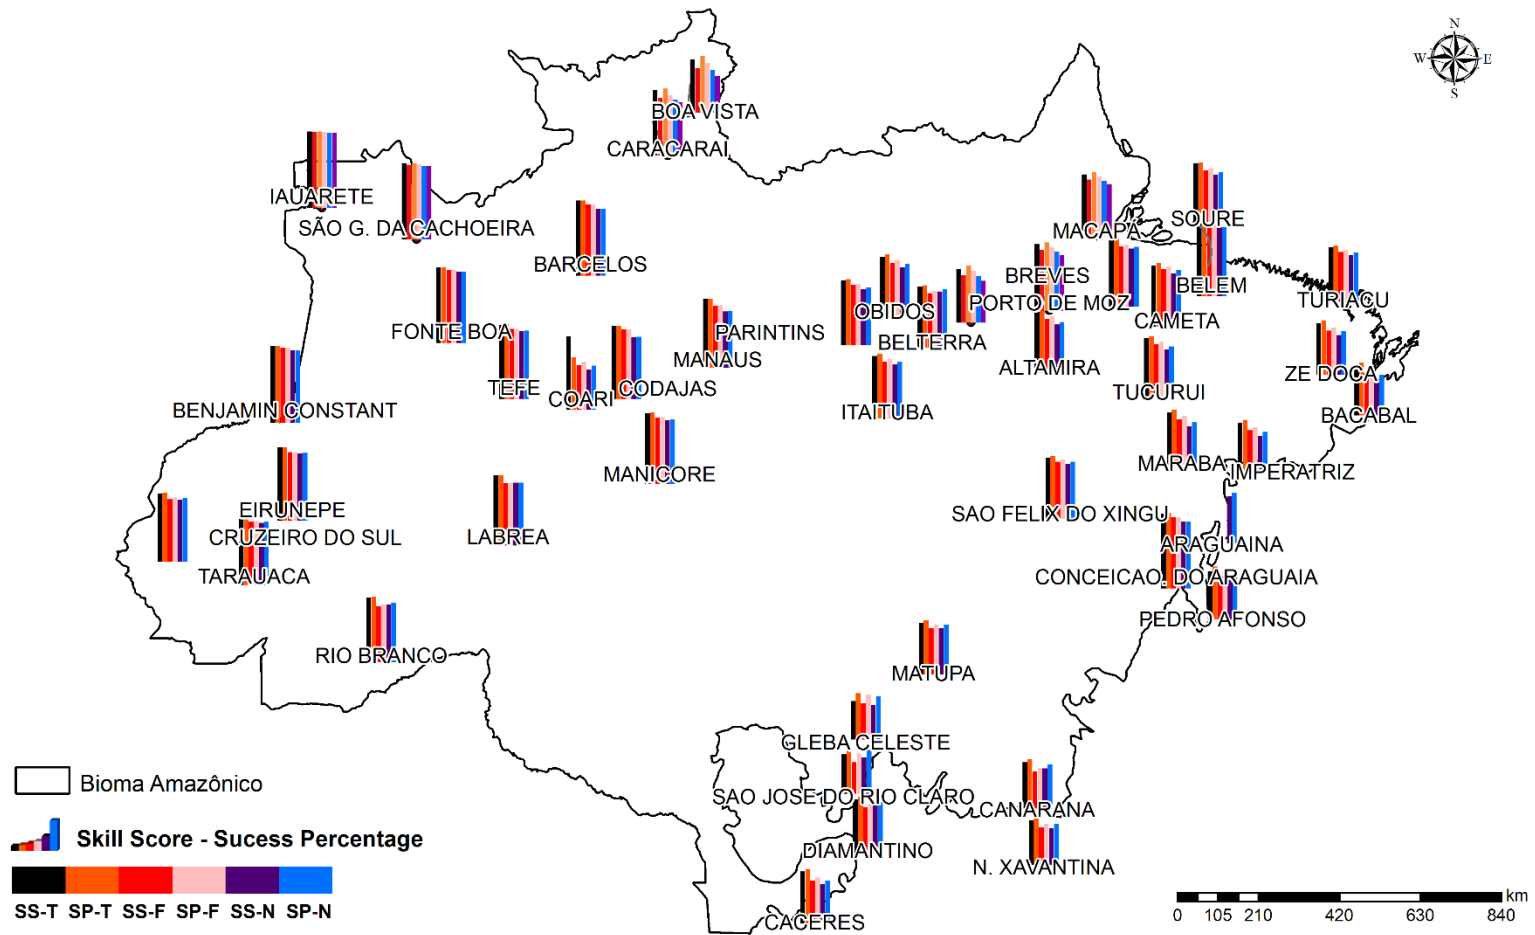 N
W E
S
BOA VISTA
CARACARAI
IAUARETE
SÃO G. DA CACHOEIRA
SOURE
MACAPA
BARCELOS
BREVES
BELEM
TURIACU
PORTO DE MOZ
OBIDOS
CAMETA
FONTE BOA
PARINTINS
BELTERRA
MANAUS
ALTAMIRA
ZE DOCA
TEFE
CODAJAS
TUCURUI
COARI
BENJAMIN CONSTANT
ITAITUBA
BACABAL
MARABA
IMPERATRIZ
MANICORE
EIRUNEPE
SAO FELIX DO XINGU
CRUZEIRO DO SUL
LABREA
ARAGUAINA
TARAUACA
CONCEICAO. DO ARAGUAIA
PEDRO AFONSO
RIO BRANCO
MATUPA
GLEBA CELESTE
Bioma Amazônico
SAO JOSE DO RIO CLARO
CANARANA
Skill Score - Sucess Percentage
DIAMANTINO
N. XAVANTINA
SS-T SP-T SS-F SP-F SS-N SP-N
CACERES
km
0 105 210 420 630 840